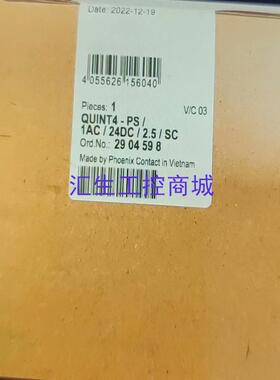 Date: 2022-12-19
4 055626 156040
Pieces: 1
V/C 03
QUINT4 - PS /
1AC / 24DC / 2.5 / SC
Ord.No.: 29 04 59 8
Made by Phoenix Contact in Vietnam
汇生工控商城